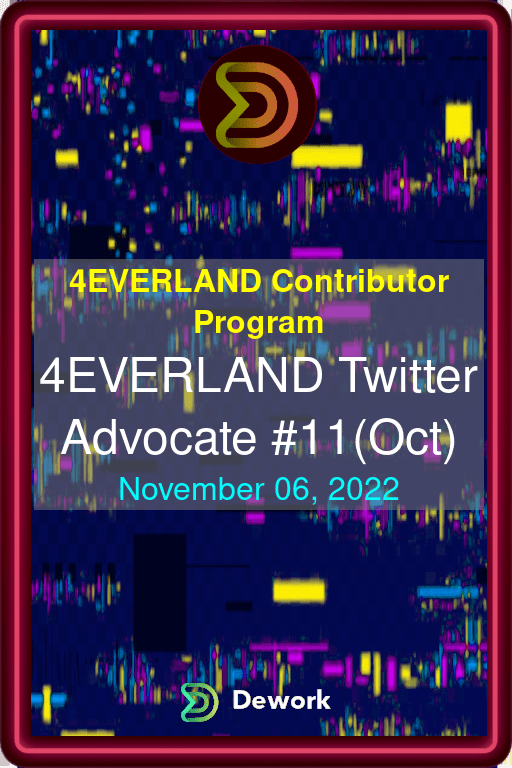 4EVERLAND Contributor
Program
4EVERLAND Twitter
Advocate #11(Oct)
November 06, 2022
Dework